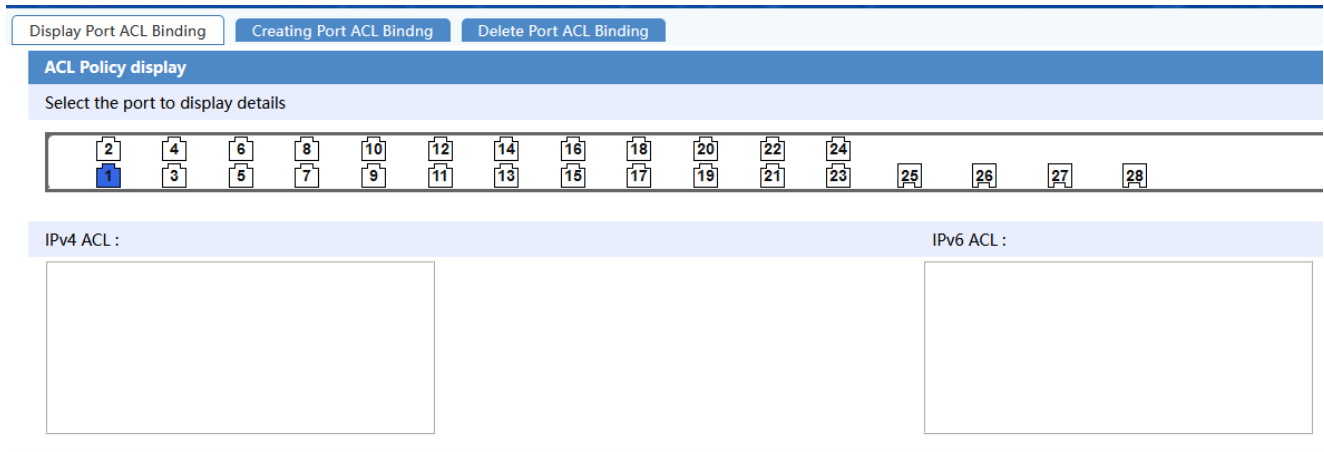 Display Port ACL Binding Creating Port ACL Bindng Delete Port ACL Binding
ACL Policy display
Select the port to display details
2 4 6 8 10 12 14 16 18 20 22 24
1 3 5 7 9 11 13 15 17 19 21 23 25 26 27 28
IPv4 ACL : IPv6 ACL :